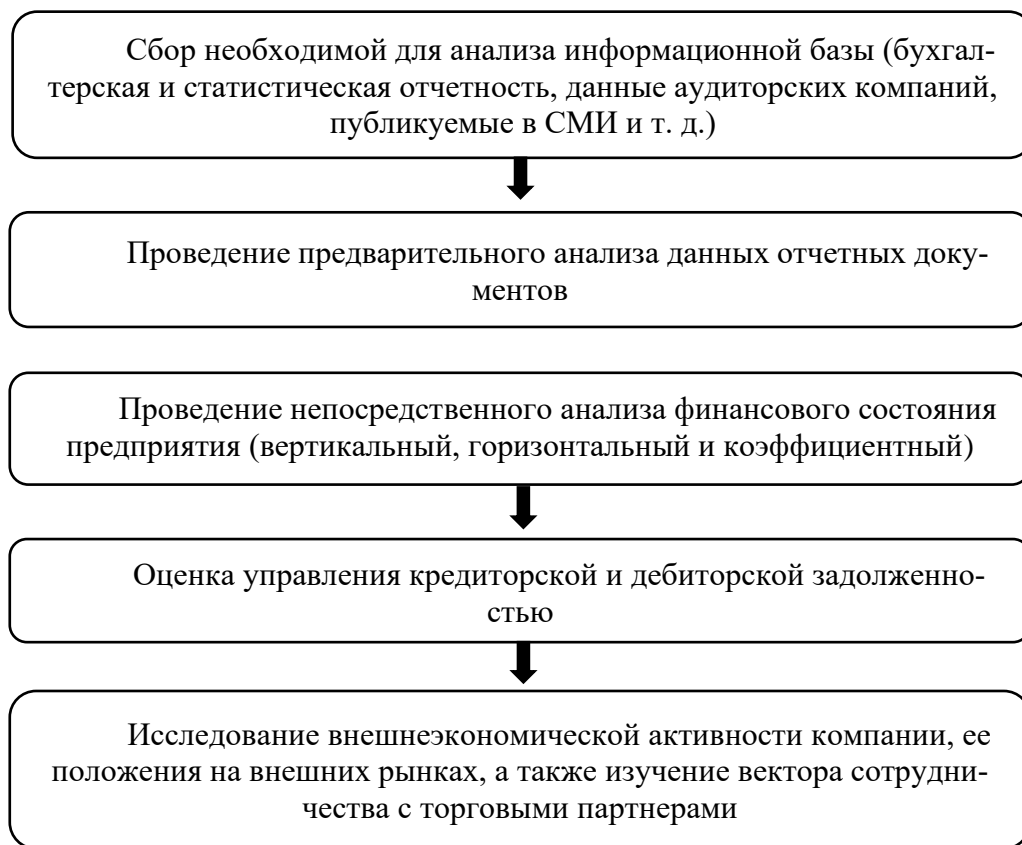 Сбор необходимой для анализа информационной базы (бухгал-
терская и статистическая отчетность, данные аудиторских компаний,
публикуемые в СМИ и т. д.)
Проведение предварительного анализа данных отчетных доку-
ментов
Проведение непосредственного анализа финансового состояния
предприятия (вертикальный, горизонтальный и коэффициентный)
Оценка управления кредиторской и дебиторской задолженно-
стью
Исследование внешнеэкономической активности компании, ее
положения на внешних рынках, а также изучение вектора сотрудни-
чества с торговыми партнерами